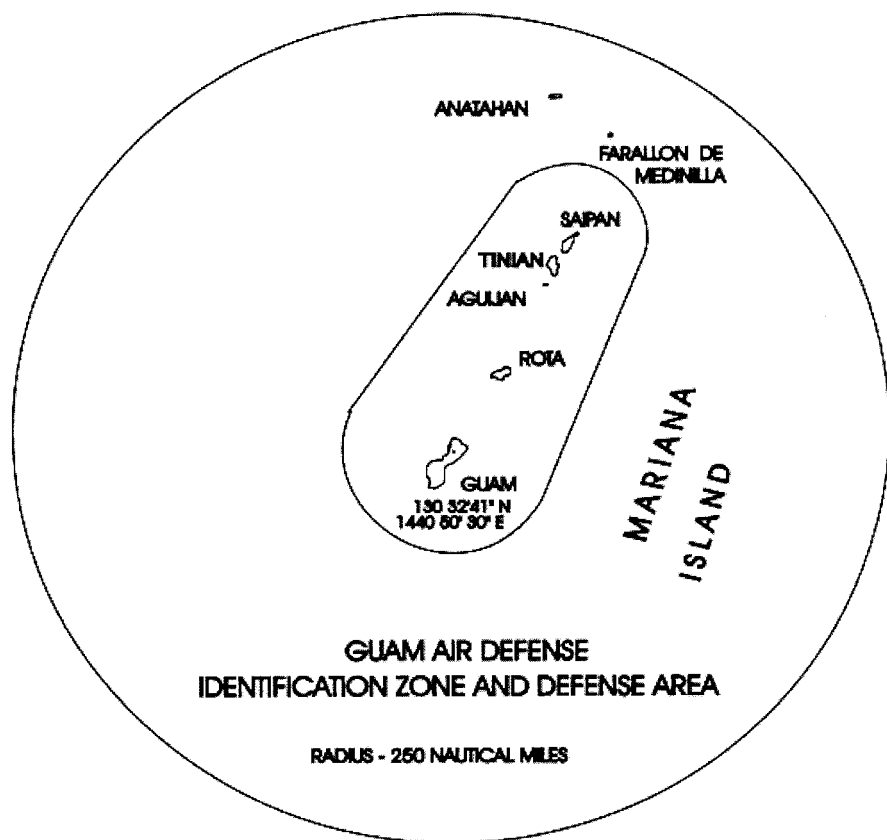 ANATAHAN
FARALLON DE
MEDINILLA
SAIPAN
TINIAN
AGUIJAN
ROTA
GUAM
130 32'41" N
1440 50' 30" E
MARIANA
ISLAND
GUAM AIR DEFENSE
IDENTIFICATION ZONE AND DEFENSE AREA
RADIUS - 250 NAUTICAL MILES